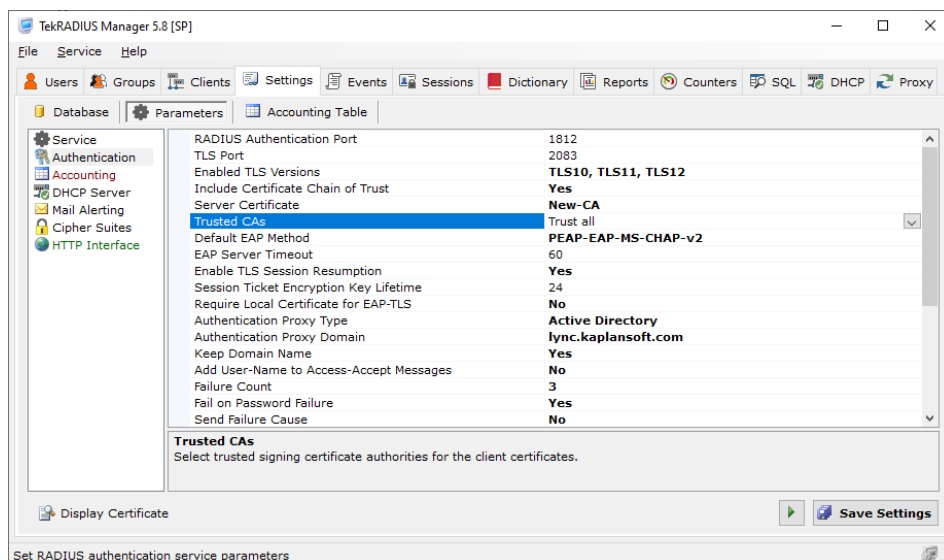 TekRADIUS Manager 5.8 [SP]
File Service Help
Users Groups Clients Settings Events Sessions Dictionary Reports Counters SQL DHCP Proxy
Database Parameters Accounting Table
Service
Authentication
Accounting
DHCP Server
Mail Alerting
Cipher Suites
HTTP Interface
RADIUS Authentication Port 1812
TLS Port 2083
Enabled TLS Versions TLS10, TLS11, TLS12
Include Certificate Chain of Trust Yes
Server Certificate New-CA
Trusted CAs Trust all
Default EAP Method PEAP-EAP-MS-CHAP-v2
EAP Server Timeout 60
Enable TLS Session Resumption Yes
Session Ticket Encryption Key Lifetime 24
Require Local Certificate for EAP-TLS No
Authentication Proxy Type Active Directory
Authentication Proxy Domain lync.kaplansoft.com
Keep Domain Name Yes
Add User-Name to Access-Accept Messages No
Failure Count 3
Fail on Password Failure Yes
Send Failure Cause No
Trusted CAs
Select trusted signing certificate authorities for the client certificates.
Display Certificate Save Settings
Set RADIUS authentication service parameters